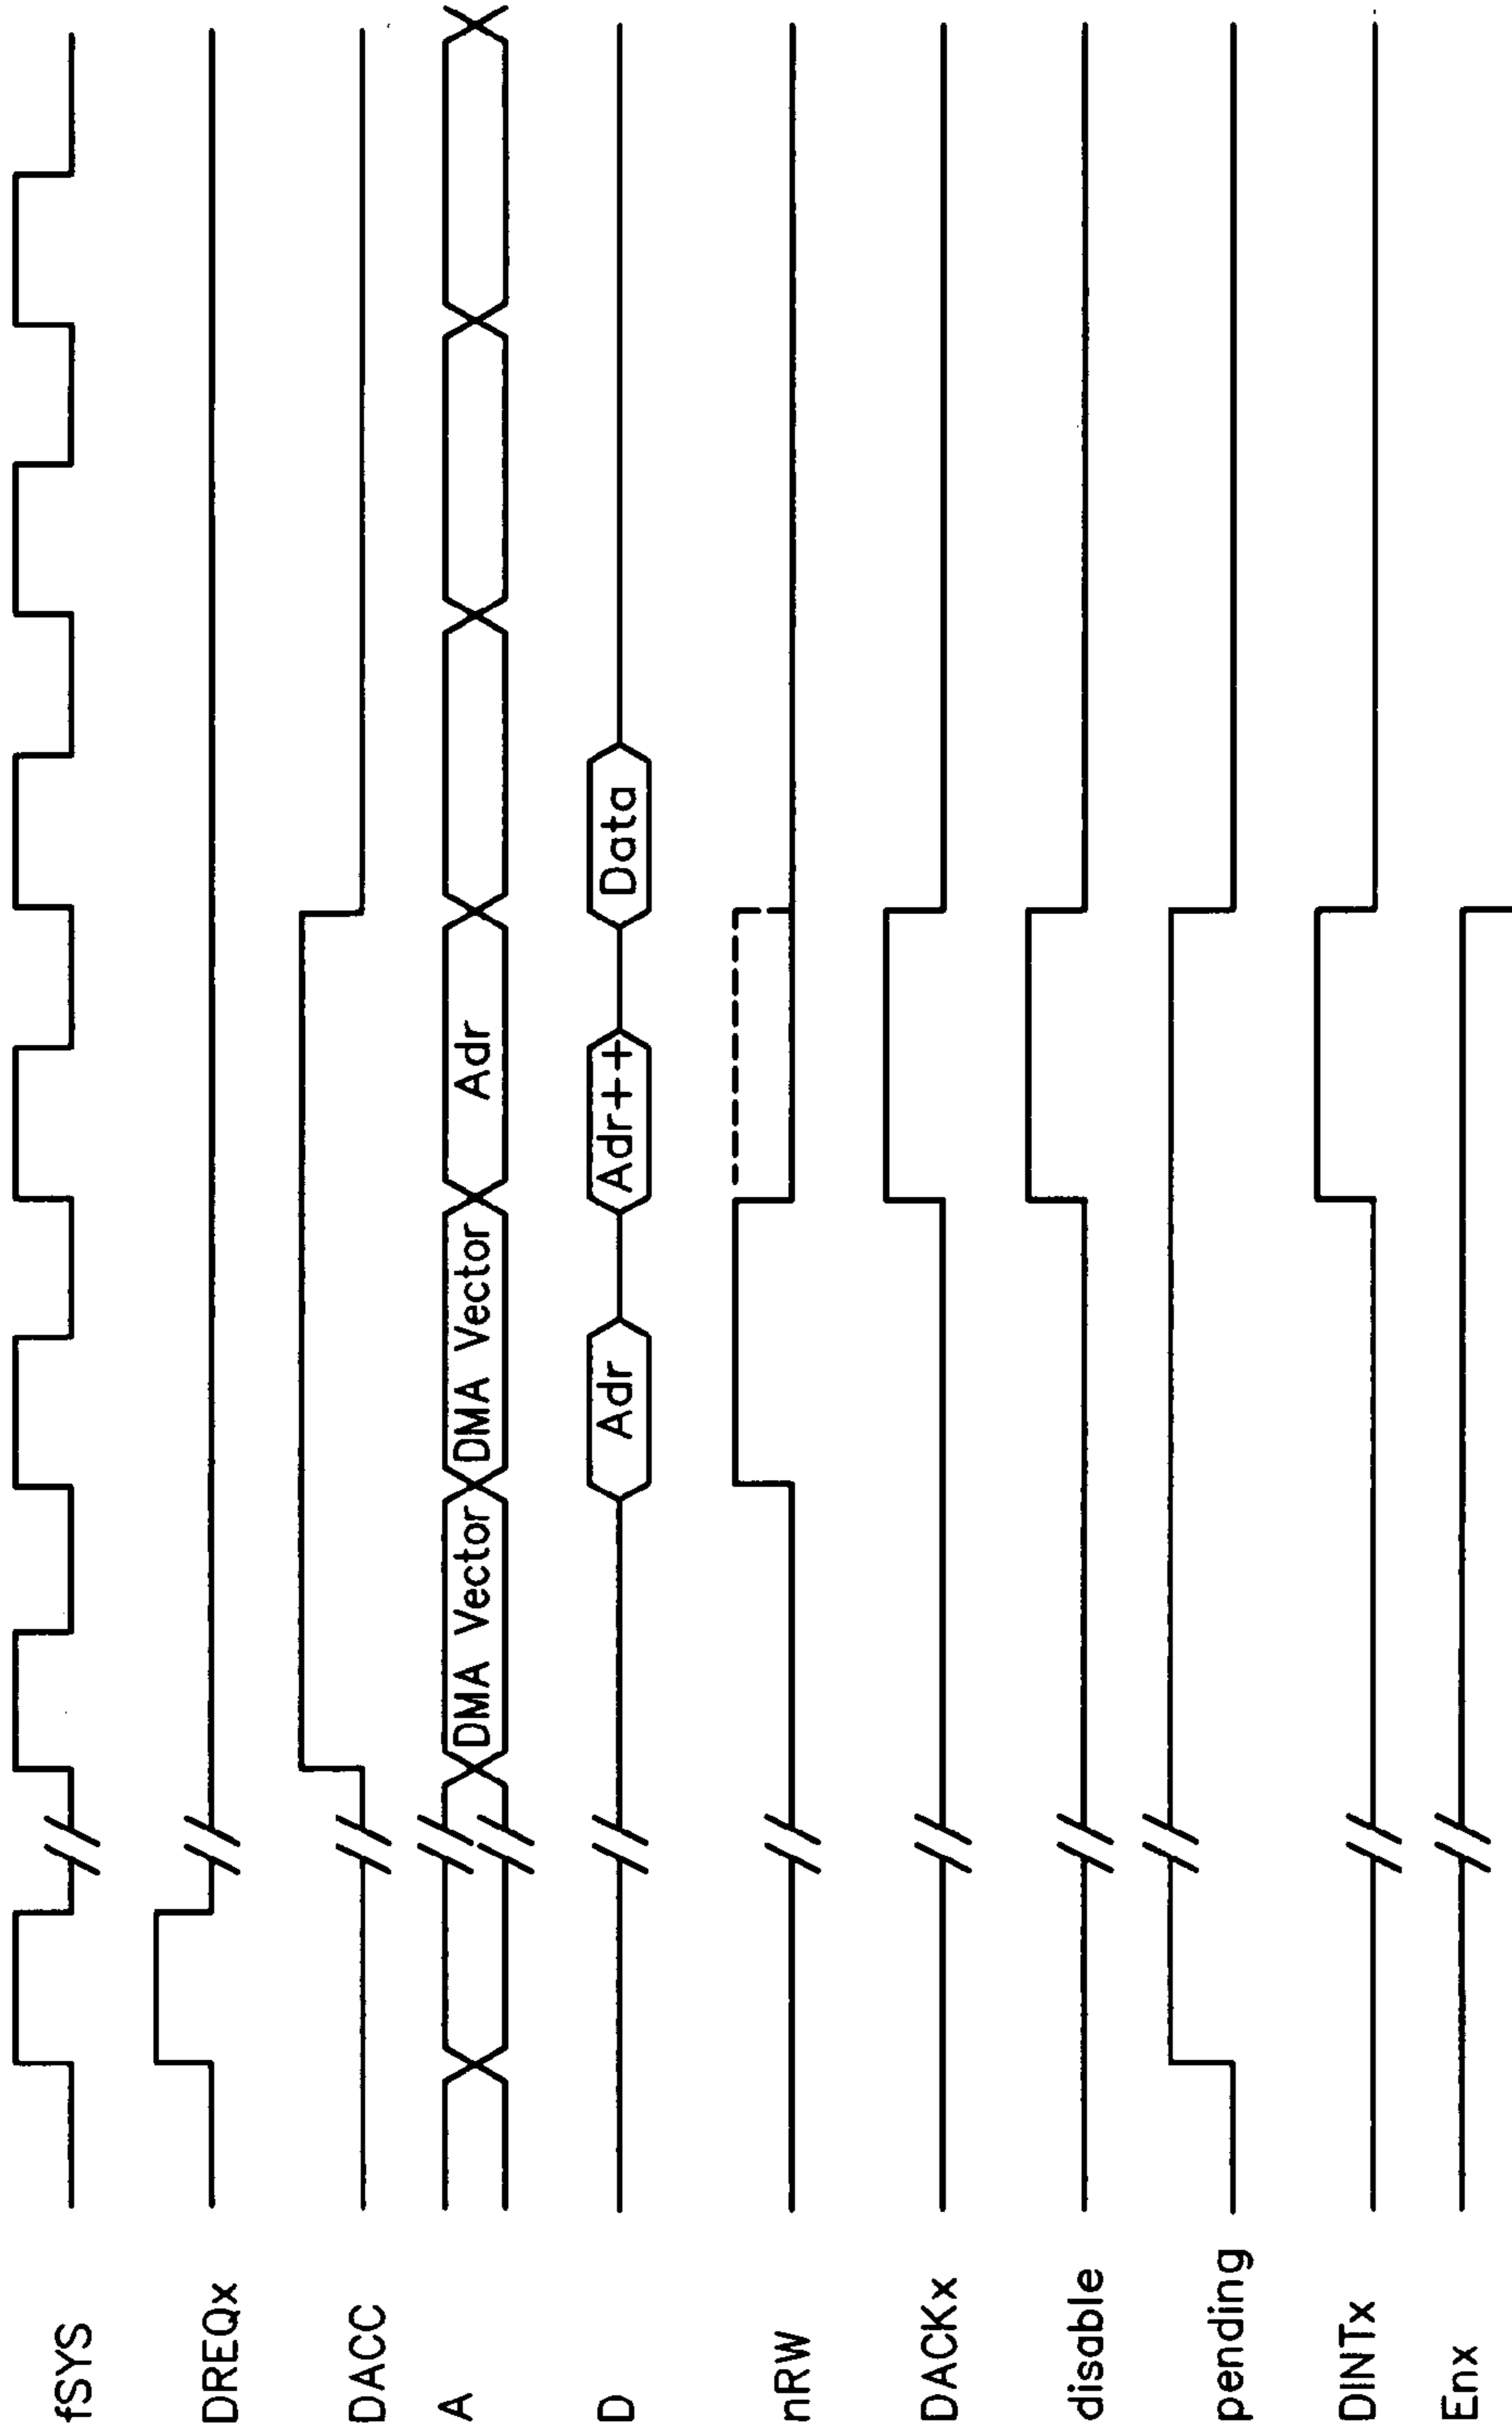 fSYS
DREQx
DACC
A DMA Vector DMA Vector Adr
D Adr Adr++ Data
nRW
DACKx
disable
pending
DINTx
Enx